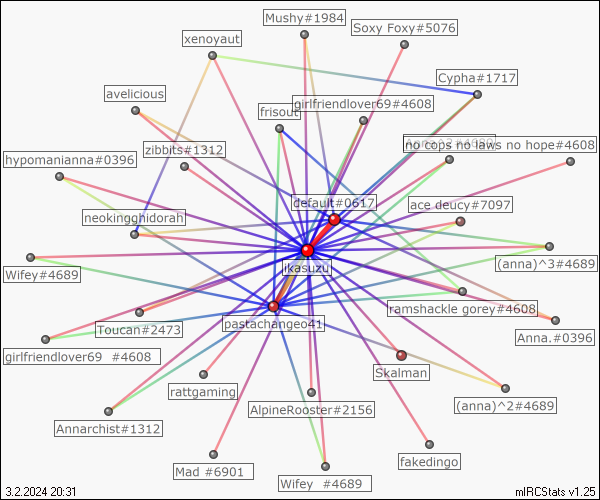 Mushy#1984
Soxy Foxy#5076
xenoyaut
Cypha#1717
avelicious
girlfriendlover69#4608
frisout
no cops no laws no hope#4608
zibbits#1312
hypomanianna#0396
default#0617
ace deucy#7097
neokingghidorah
ikasuzu
(anna)^3#4689
Wifey#4689
ramshackle gorey#4608
pastachangeo41
Toucan#2473
Anna.#0396
girlfriendlover69 #4608
Skalman
rattgaming
(anna)^2#4689
AlpineRooster#2156
Annarchist#1312
fakedingo
Mad #6901
Wifey #4689
3.2.2024 20:31
mIRCStats v1.25